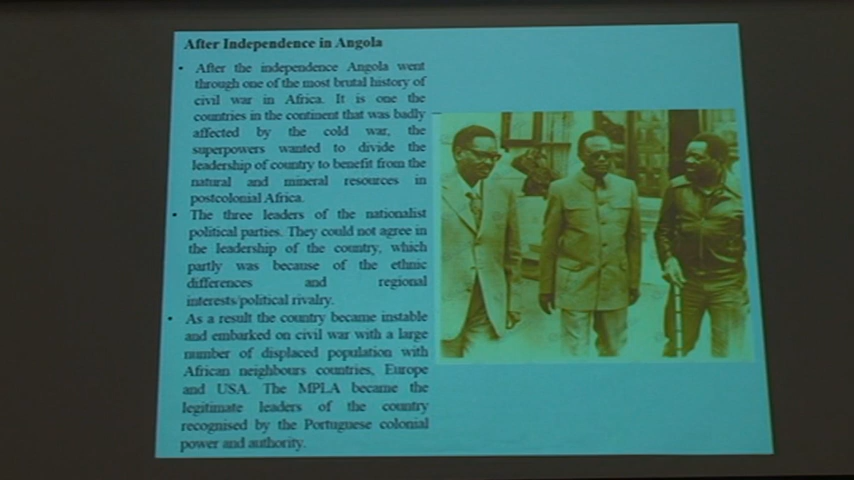 After Independence in Angola
• After the independence Angola went
through one of the most brutal history of
civil war in Africa. It is one the
countries in the continent that was badly
affected by the cold war, the
superpowers wanted to divide the
leadership of country to benefit from the
natural and mineral resources in
postcolonial Africa.
• The three leaders of the nationalist
political parties. They could not agree in
the leadership of the country, which
partly was because of the ethnic
differences and regional
interests/political rivalry.
• As a result the country became instable
and embarked on civil war with a large
number of displaced population with
African neighbours countries, Europe
and USA. The MPLA became the
legitimate leaders of the country
recognised by the Portuguese colonial
power and authority.